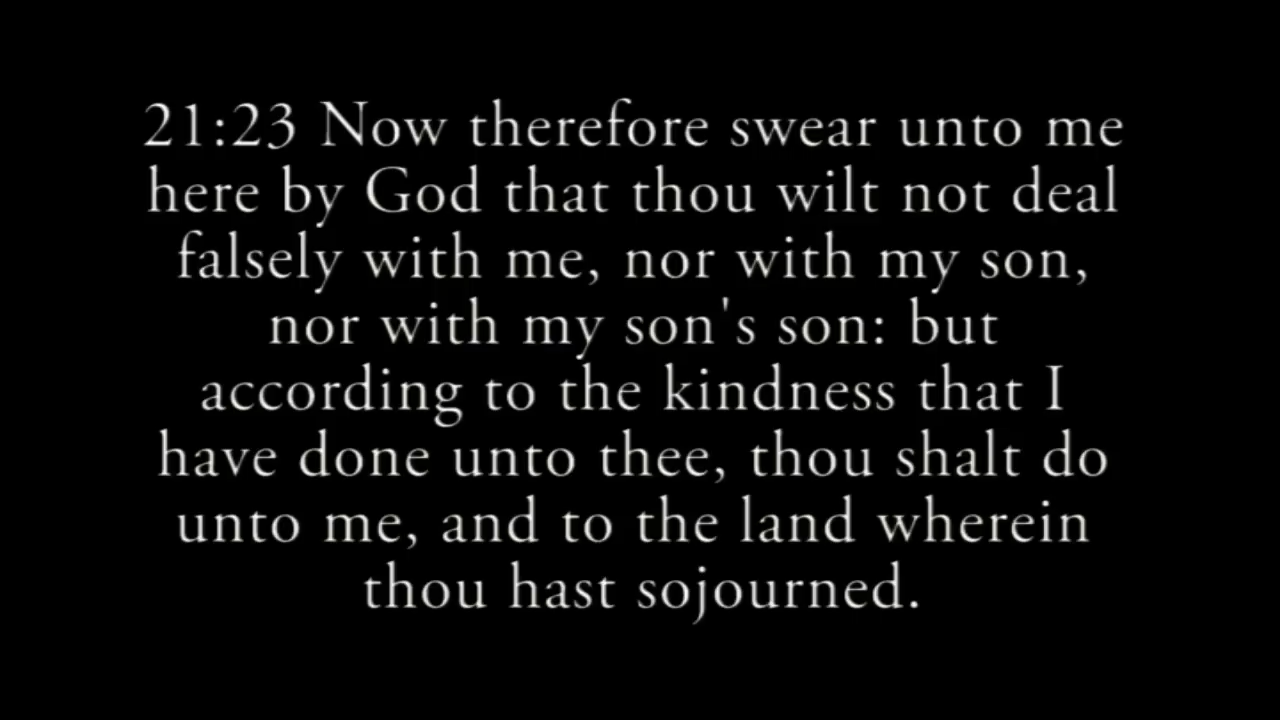 21:23 Now therefore swear unto me
here by God that thou wilt not deal
falsely with me, nor with my son,
nor with my son's son: but
according to the kindness that I
have done unto thee, thou shalt do
unto me, and to the land wherein
thou hast sojourned.